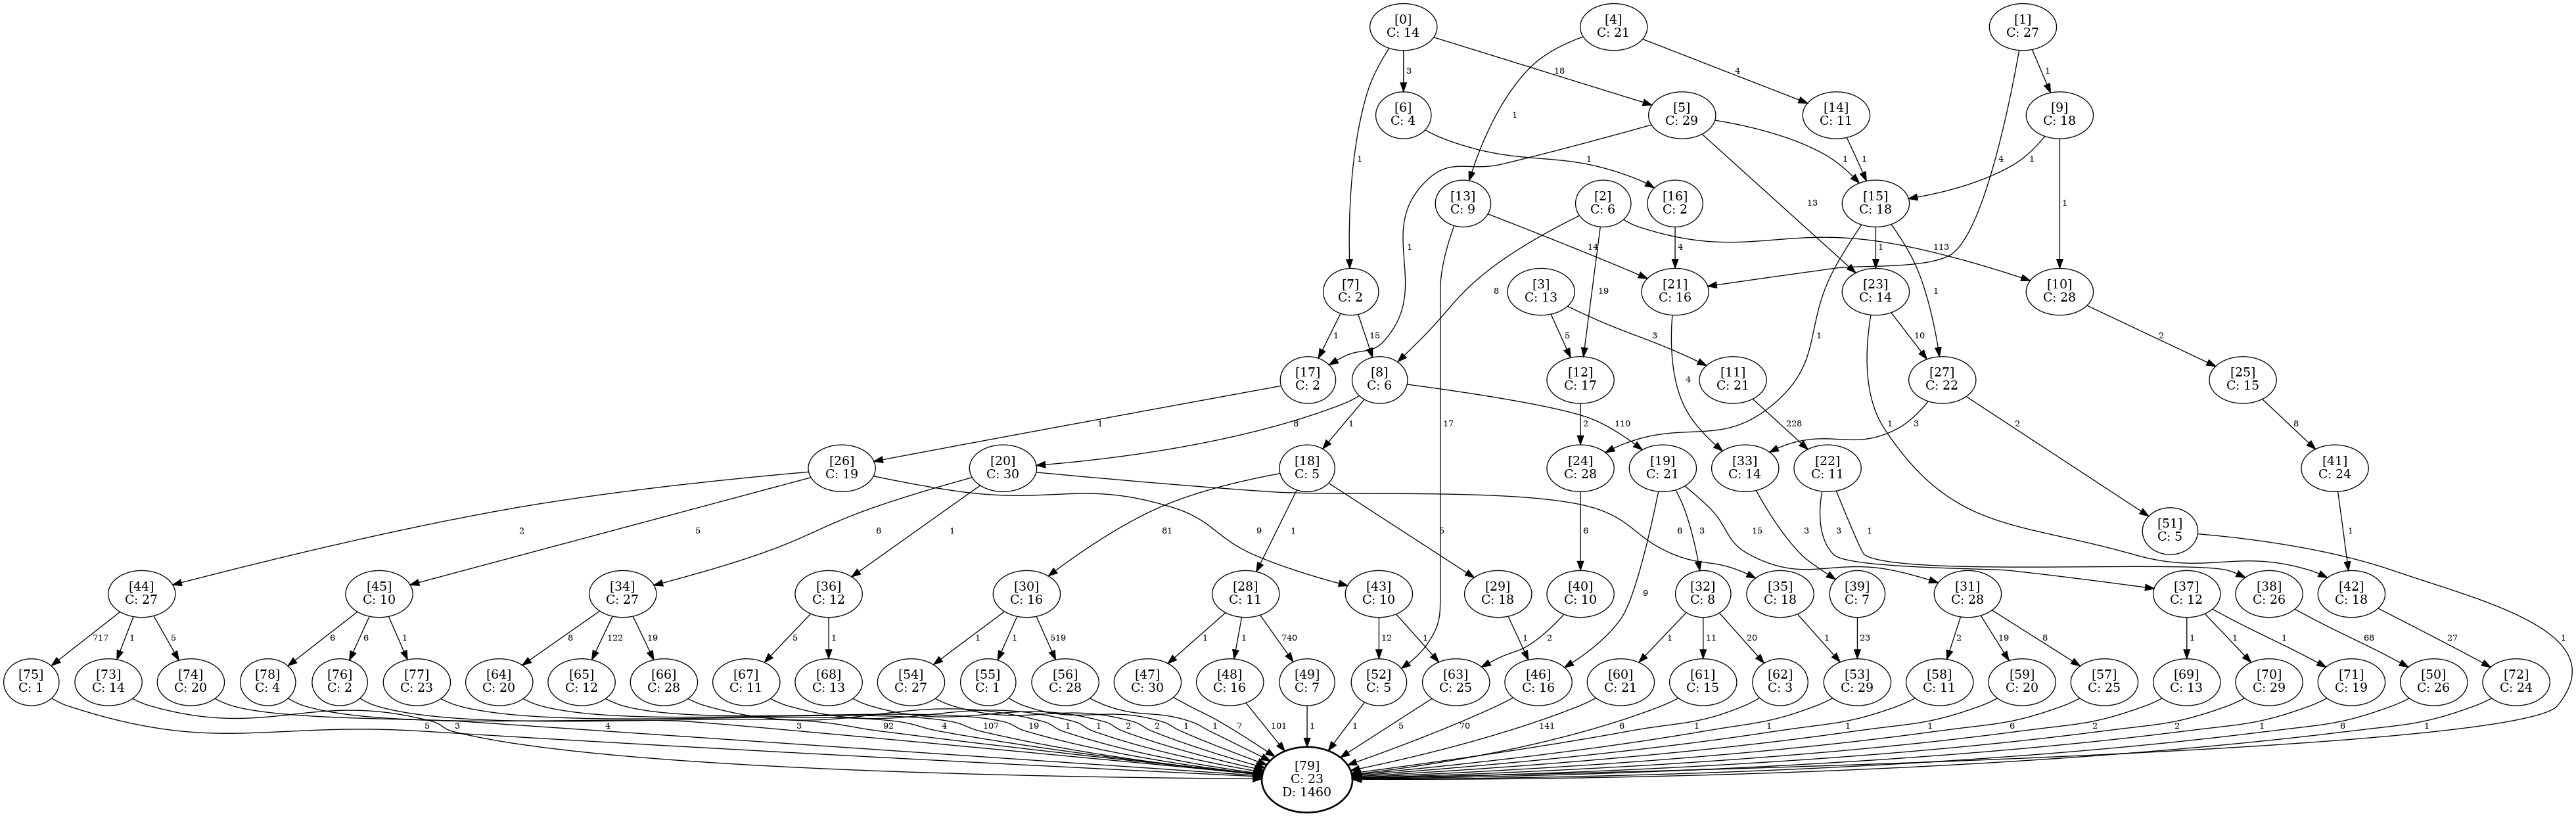 [0]
C: 14
[4]
C: 21
[1]
C: 27
3
18
4
1
[6]
C: 4
[5]
C: 29
[14]
C: 11
[9]
C: 18
1
1
1
1
1
1
4
[13]
C: 9
[2]
C: 6
[16]
C: 2
[15]
C: 18
13
1
1
14
4
113
1
[7]
C: 2
[3]
C: 13
[21]
C: 16
[23]
C: 14
[10]
C: 28
8
19
1
1
15
5
3
1
10
2
[17]
C: 2
[8]
C: 6
[12]
C: 17
[11]
C: 21
[27]
C: 22
[25]
C: 15
4
1
8
1
110
17
2
228
1
3
2
8
[26]
C: 19
[20]
C: 30
[18]
C: 5
[24]
C: 28
[19]
C: 21
[33]
C: 14
[22]
C: 11
[41]
C: 24
[51]
C: 5
2
5
6
1
9
81
1
5
6
6
3
15
3
3
1
1
[44]
C: 27
[45]
C: 10
[34]
C: 27
[36]
C: 12
[30]
C: 16
[28]
C: 11
[43]
C: 10
[29]
C: 18
[40]
C: 10
[32]
C: 8
[35]
C: 18
[39]
C: 7
[31]
C: 28
[37]
C: 12
[38]
C: 26
[42]
C: 18
9
717
1
5
6
6
1
8
122
19
5
1
1
1
519
1
1
740
12
1
1
2
1
11
20
1
23
2
19
8
1
1
1
68
27
1
[75]
C: 1
[73]
C: 14
[74]
C: 20
[78]
C: 4
[76]
C: 2
[77]
C: 23
[64]
C: 20
[65]
C: 12
[66]
C: 28
[67]
C: 11
[68]
C: 13
[54]
C: 27
[55]
C: 1
[56]
C: 28
[47]
C: 30
[48]
C: 16
[49]
C: 7
[52]
C: 5
[63]
C: 25
[46]
C: 16
[60]
C: 21
[61]
C: 15
[62]
C: 3
[53]
C: 29
[58]
C: 11
[59]
C: 20
[57]
C: 25
[69]
C: 13
[70]
C: 29
[71]
C: 19
[50]
C: 26
[72]
C: 24
5
3
4
3
92
4
107
19
1
1
2
2
1
1
7
101
1
1
5
70
141
6
1
1
1
1
6
2
2
1
6
1
[79]
C: 23
D: 1460